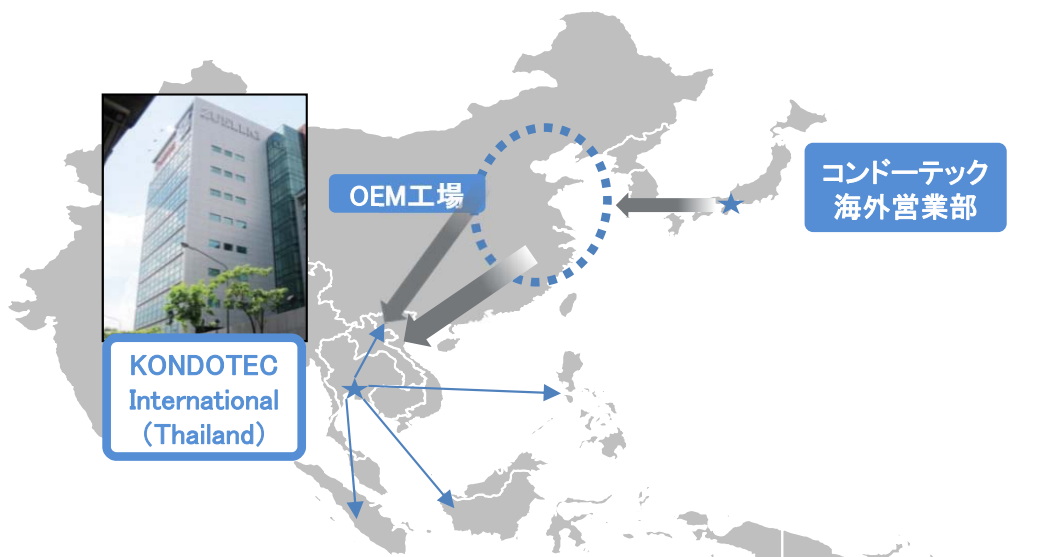 OEM工場
コンドーテック
海外営業部
KONDOTEC
International
（Thailand）